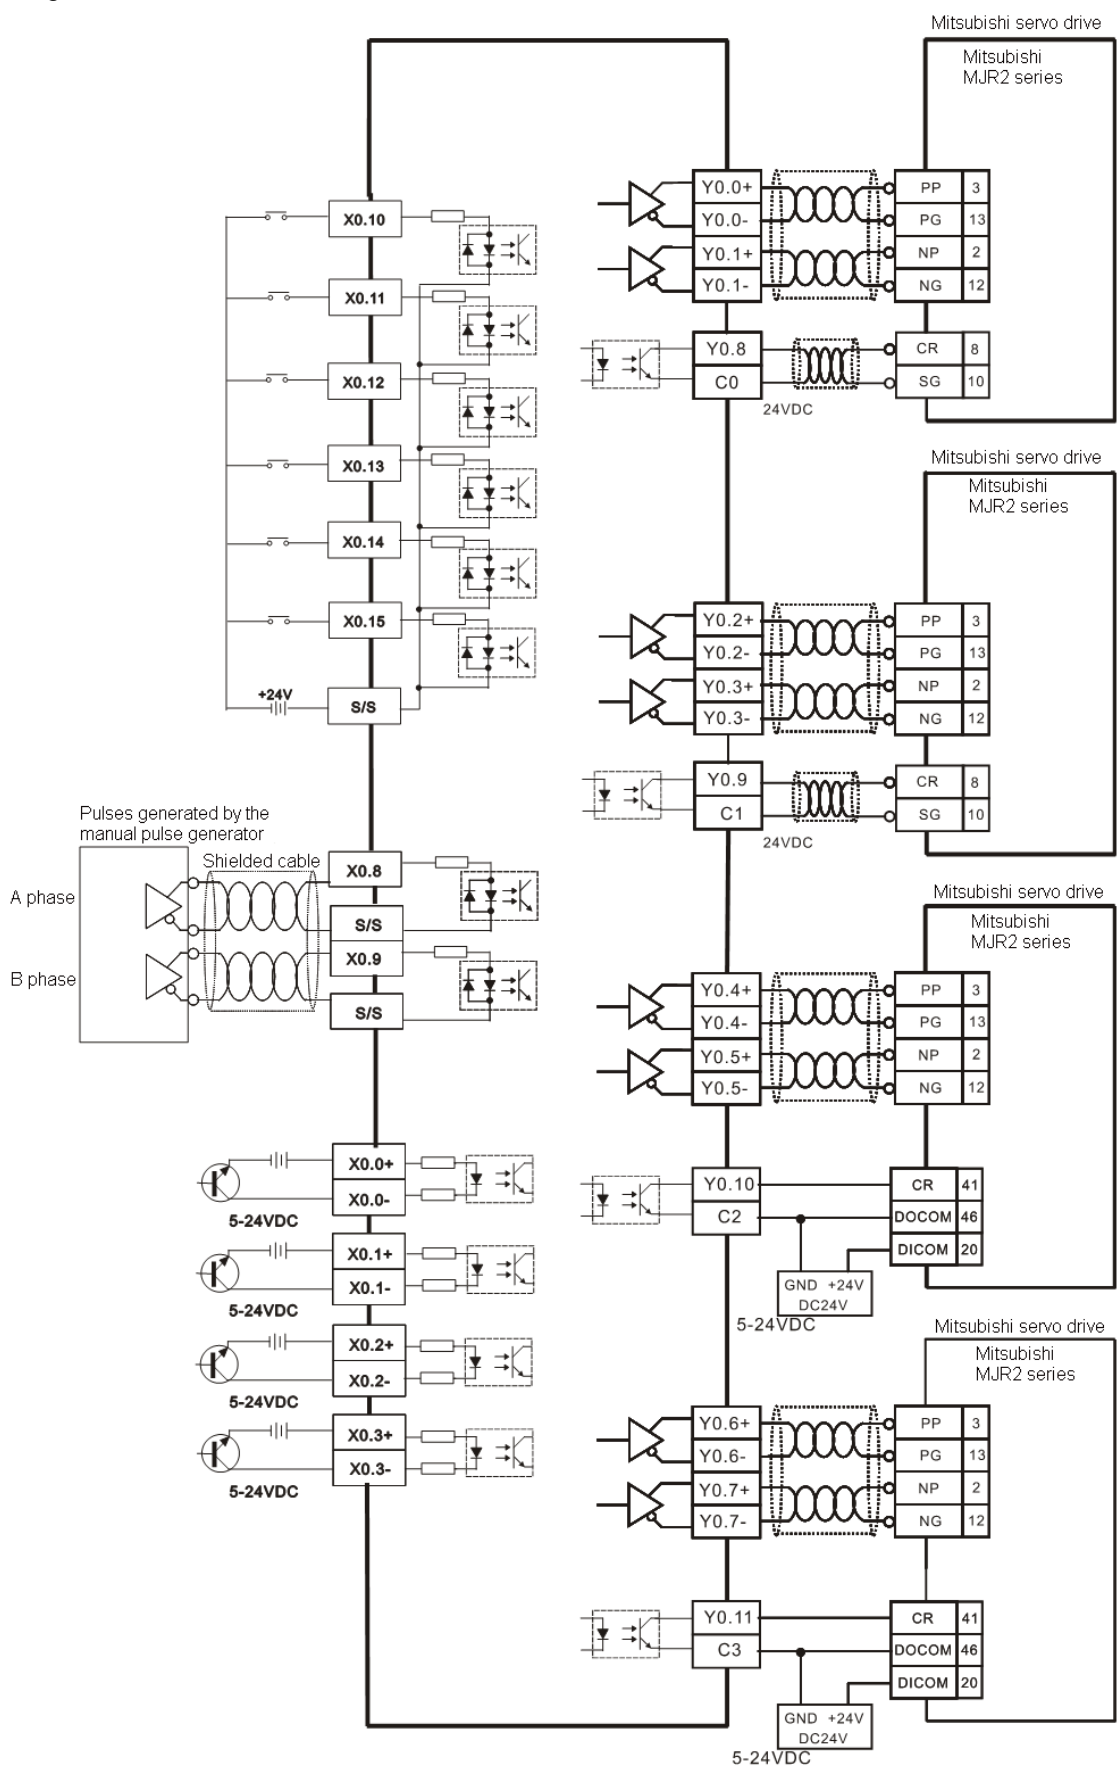 Mitsubishi servo drive
Mitsubishi
MJR2 series
X0.10
X0.11
X0.12
X0.13
X0.14
X0.15
+24V
S/S
Pulses generated by the
manual pulse generator
Shielded cable
A phase
B phase
X0.8
S/S
X0.9
S/S
X0.0+
X0.0-
5-24VDC
X0.1+
X0.1-
5-24VDC
X0.2+
X0.2-
5-24VDC
X0.3+
X0.3-
5-24VDC
Y0.0+ PP 3
Y0.0- PG 13
Y0.1+ NP 2
Y0.1- NG 12
Y0.8 CR 8
C0 SG 10
24VDC
Mitsubishi servo drive
Mitsubishi
MJR2 series
Y0.2+ PP 3
Y0.2- PG 13
Y0.3+ NP 2
Y0.3- NG 12
Y0.9 CR 8
C1 SG 10
24VDC
Mitsubishi servo drive
Mitsubishi
MJR2 series
Y0.4+ PP 3
Y0.4- PG 13
Y0.5+ NP 2
Y0.5- NG 12
Y0.10 CR 41
C2 DOCOM 46
DICOM 20
GND +24V
DC24V
5-24VDC
Mitsubishi servo drive
Mitsubishi
MJR2 series
Y0.6+ PP 3
Y0.6- PG 13
Y0.7+ NP 2
Y0.7- NG 12
Y0.11 CR 41
C3 DOCOM 46
DICOM 20
GND +24V
DC24V
5-24VDC